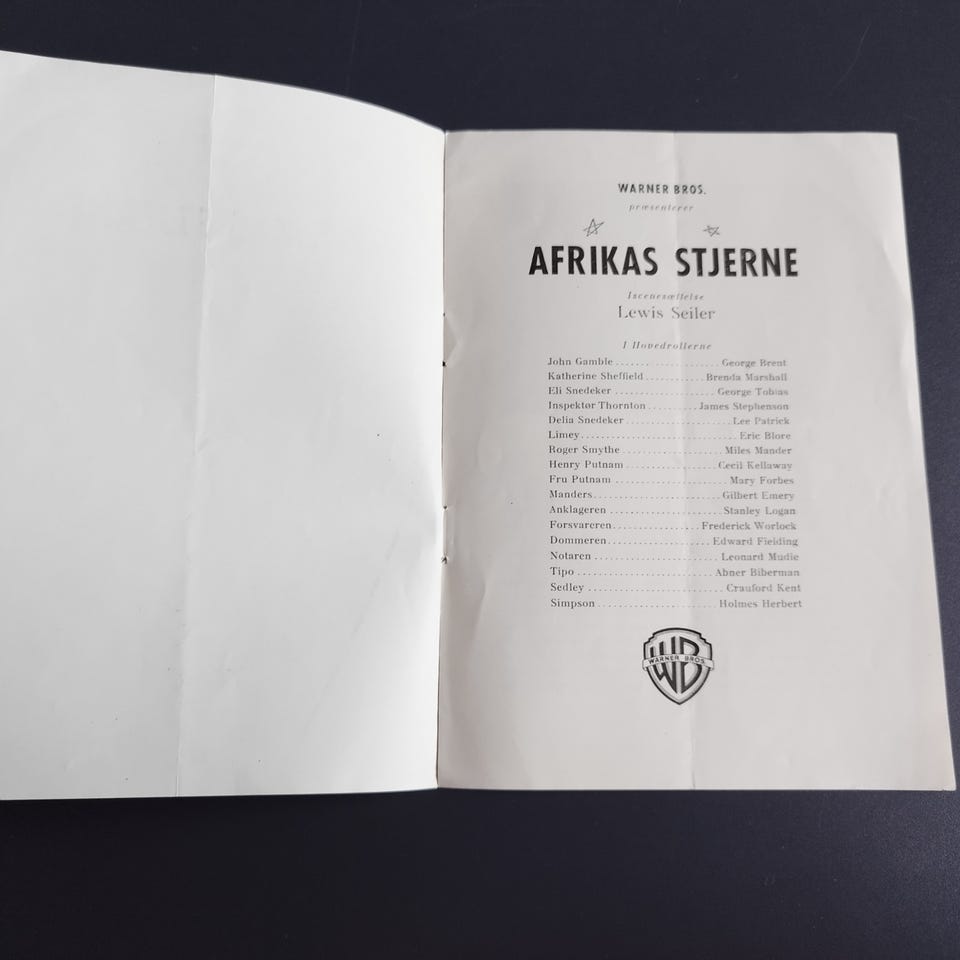 WARNER BROS.
præsenterer
AFRIKAS STJERNE
Iscenesættelse
Lewis Seiler
I Hovedrollerne
John Gamble .................... George Brent
Katherine Sheffield ........... Brenda Marshall
Eli Snedeker .................... George Tobias
Inspektør Thornton ......... James Stephenson
Delia Snedeker ..................... Lee Patrick
Limey ............................... Eric Blore
Roger Smythe .................... Miles Mander
Henry Putnam .................. Cecil Kellaway
Fru Putnam ...................... Mary Forbes
Manders ......................... Gilbert Emery
Anklageren ...................... Stanley Logan
Forsvareren ................. Frederick Worlock
Dommeren .................... Edward Fielding
Notaren ........................ Leonard Mudie
Tipo ........................... Abner Biberman
Sedley .......................... Crauford Kent
Simpson ....................... Holmes Herbert
WARNER BROS.
WB